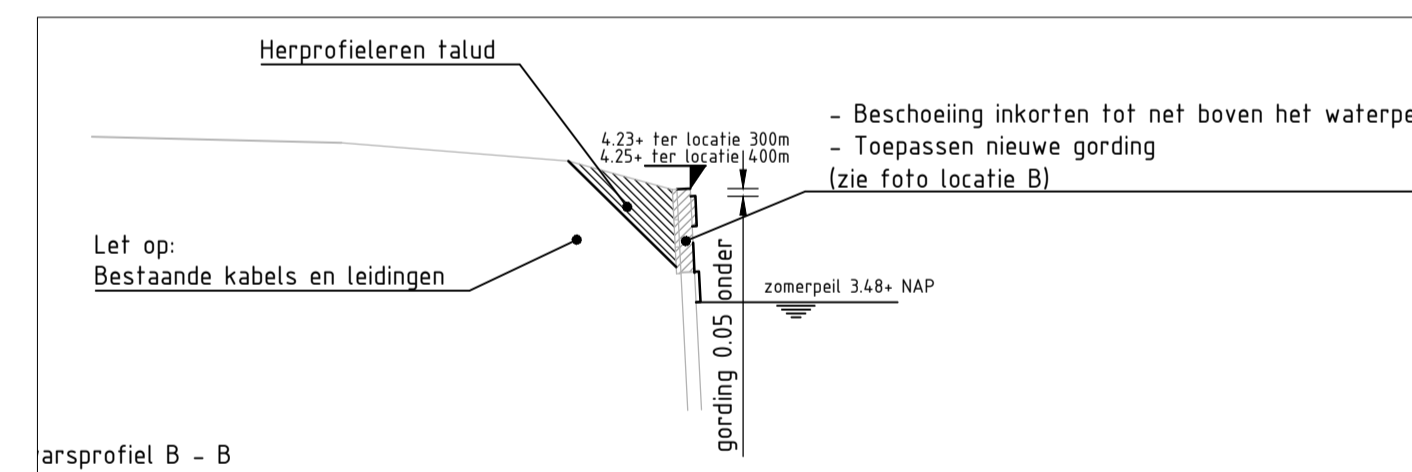 Herprofieleren talud
4.23+ ter locatie 300m
4.25+ ter locatie 400m
- Beschoeiing inkorten tot net boven het waterpe
- Toepassen nieuwe gording
(zie foto locatie B)
Let op:
Bestaande kabels en leidingen
gording 0.05 onder
zomerpeil 3.48+ NAP
arsprofiel B - B